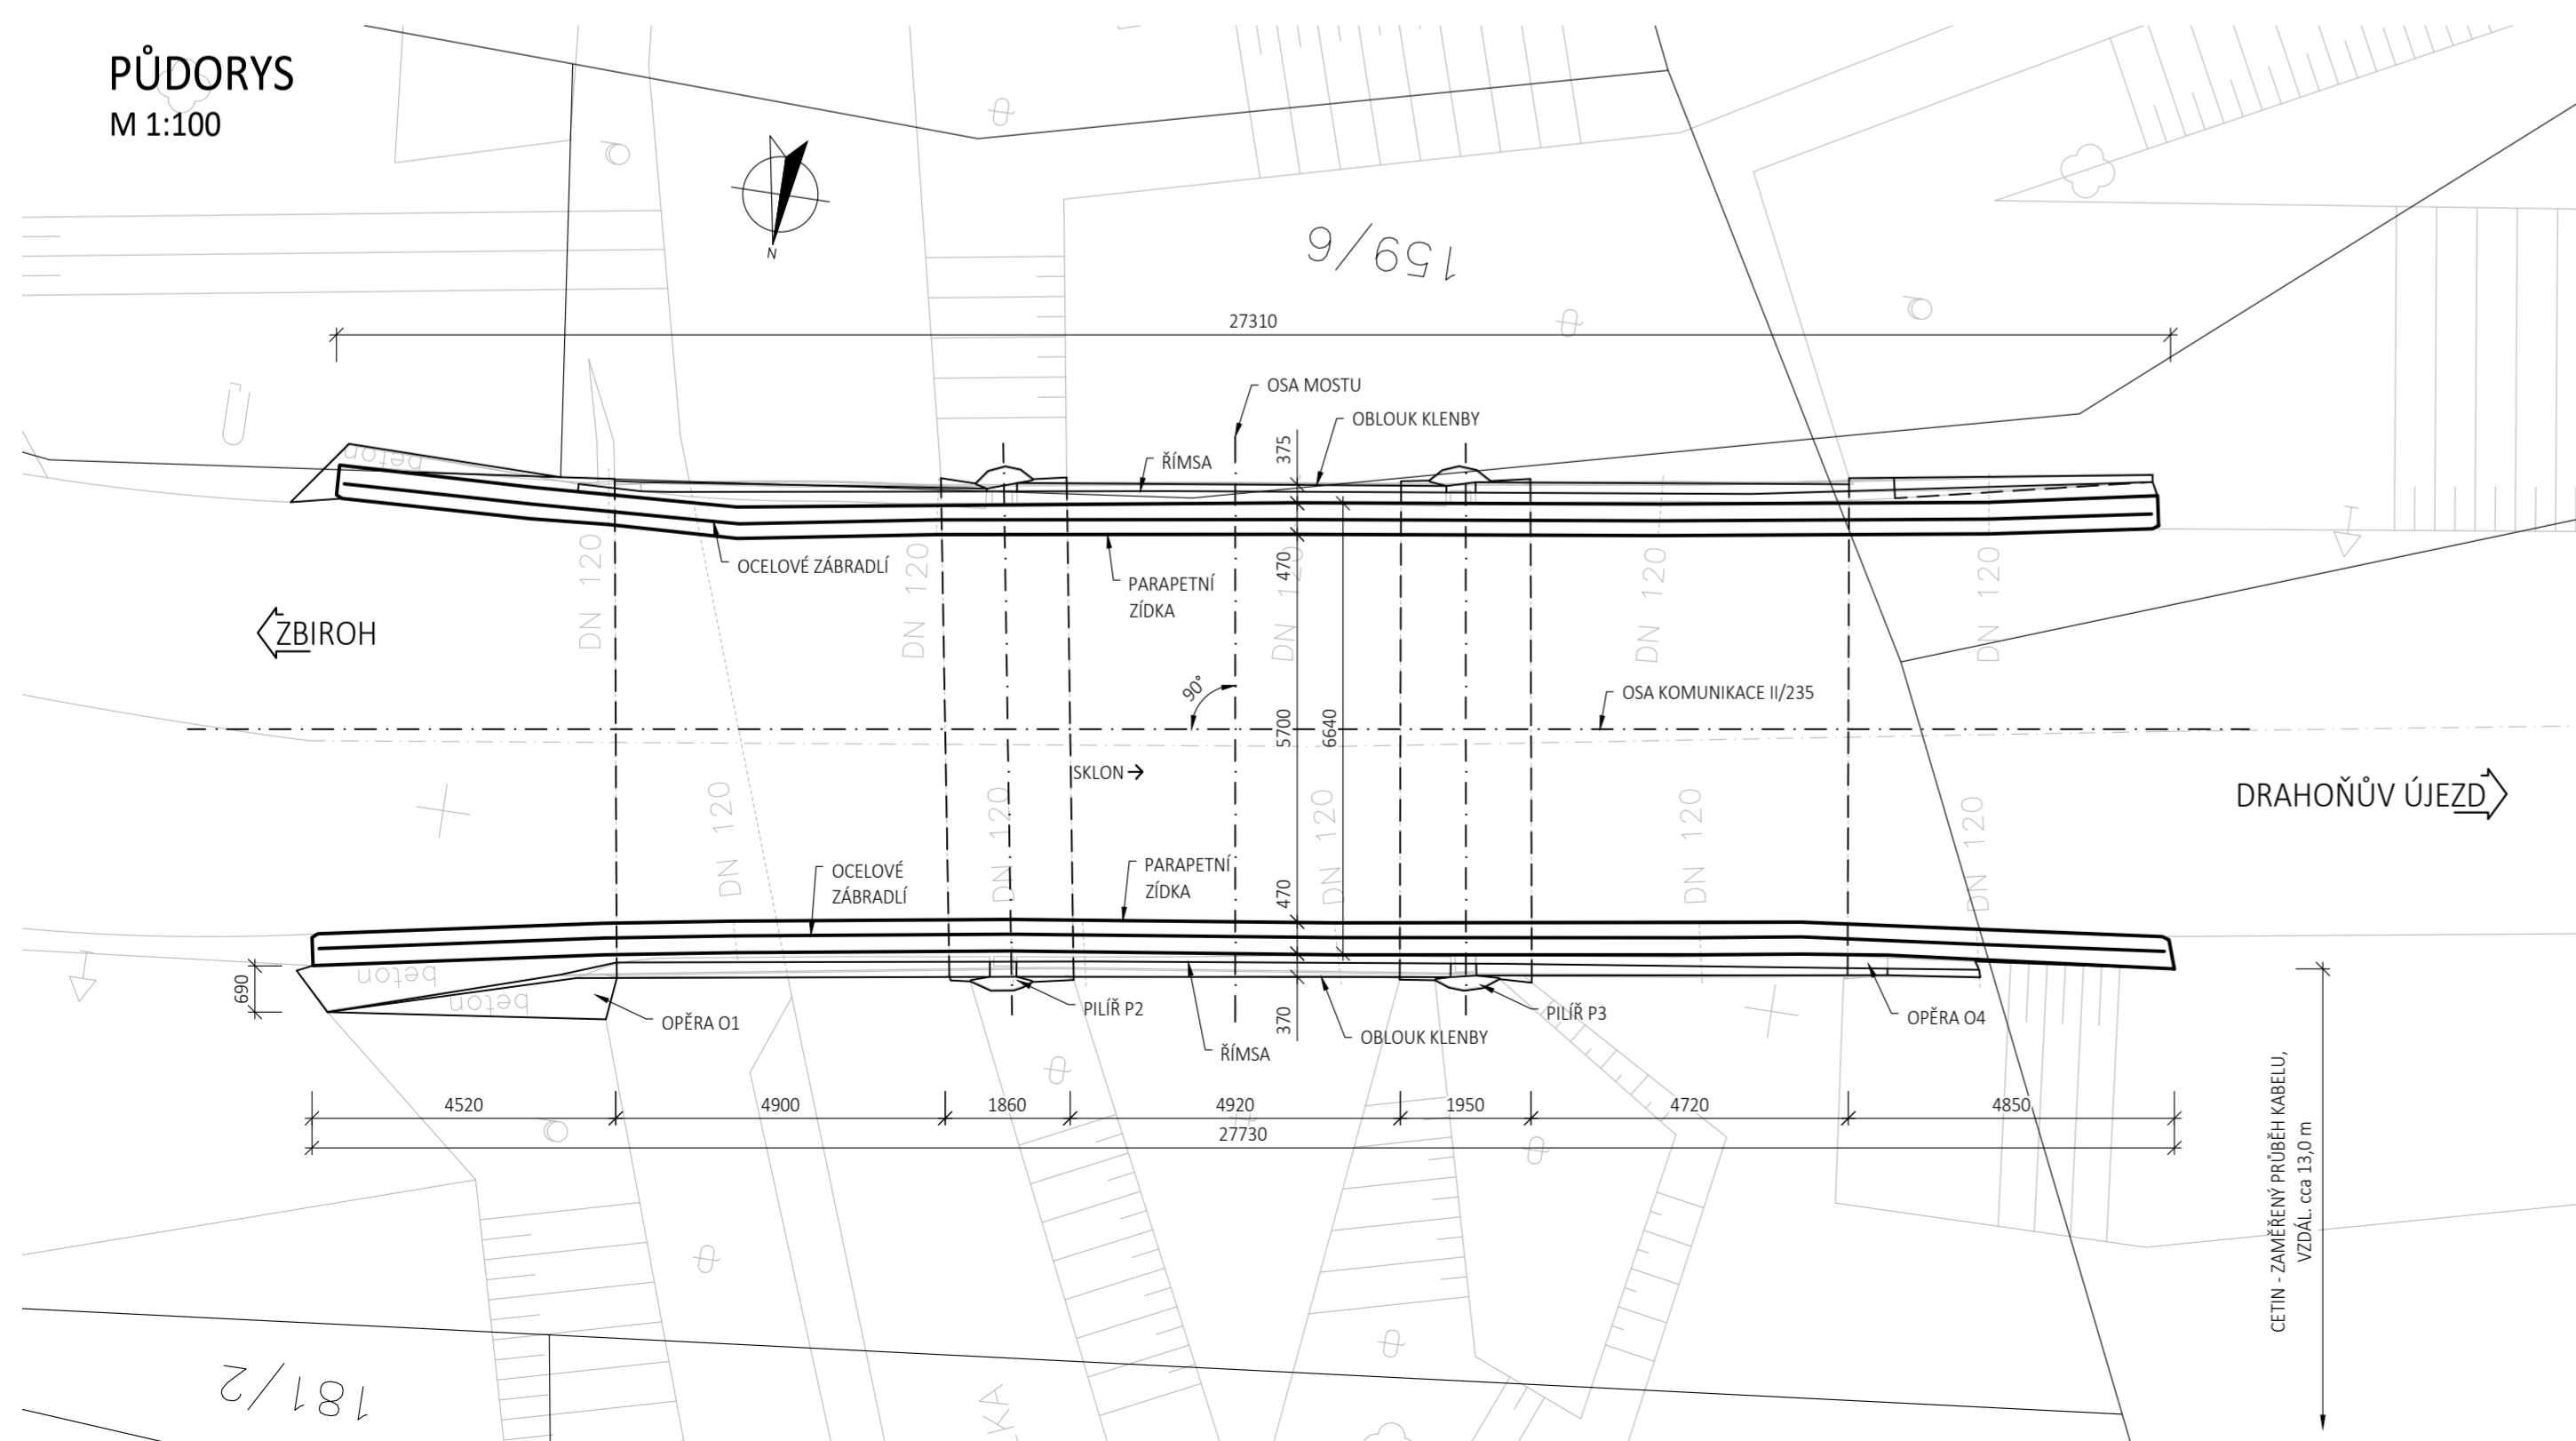 PŮDORYS
M 1:100
N
159/6
27310
OSA MOSTU
OBLOUK KLENBY
375
ŘÍMSA
beton
OCELOVÉ ZÁBRADLÍ
PARAPETNÍ
ZÍDKA
470
DN 120
DN 120
DN 120
DN 120
DN 120
ZBIROH
90°
OSA KOMUNIKACE II/235
5700
6640
SKLON
DRAHOŇŮV ÚJEZD
DN 120
DN 120
DN 120
DN 120
DN 120
OCELOVÉ
ZÁBRADLÍ
PARAPETNÍ
ZÍDKA
470
690
beton
beton
OPĚRA O1
PILÍŘ P2
370
PILÍŘ P3
OPĚRA O4
ŘÍMSA
OBLOUK KLENBY
4520
4900
1860
4920
1950
4720
4850
27730
CETIN - ZAMĚŘENÝ PRŮBĚH KABELU,
VZDÁL. cca 13,0 m
181/2
KA